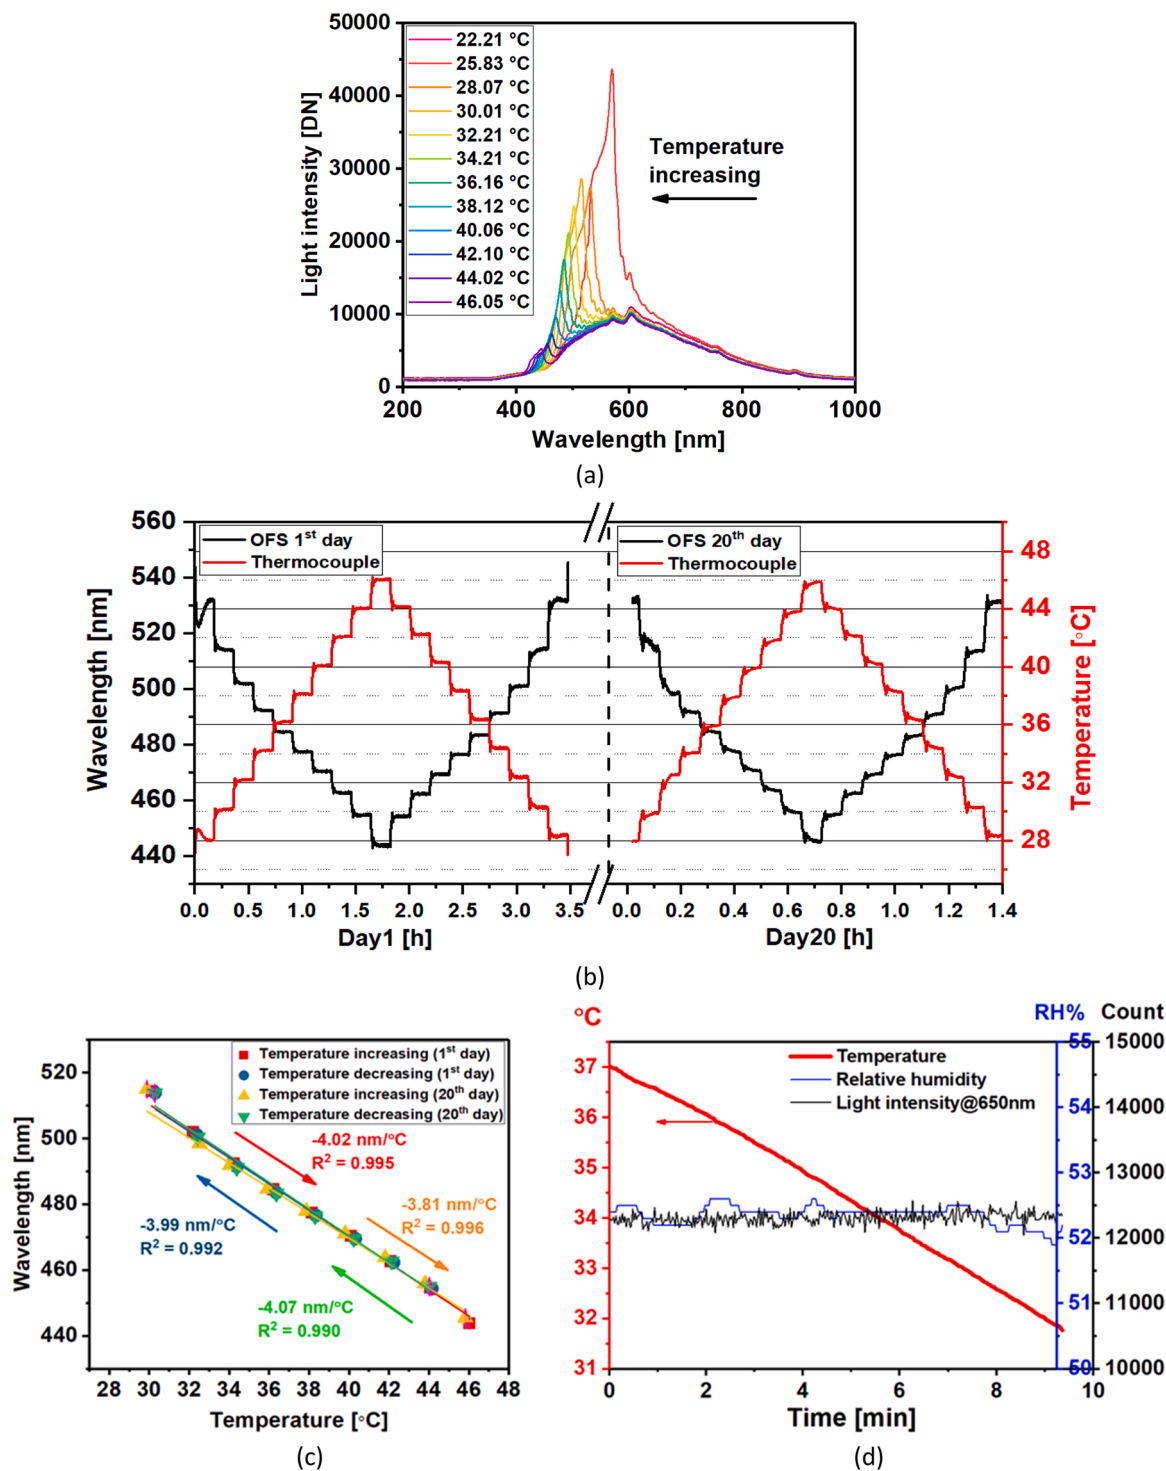 50000
40000
30000
20000
10000
0
Light intensity [DN]
22.21 °C
25.83 °C
28.07 °C
30.01 °C
32.21 °C
34.21 °C
36.16 °C
38.12 °C
40.06 °C
42.10 °C
44.02 °C
46.05 °C
Temperature
increasing
200 400 600 800 1000
Wavelength [nm]
(a)
560
540
520
500
480
460
440
Wavelength [nm]
OFS 1st day
Thermocouple
OFS 20th day
Thermocouple
48
44
40
36
32
28
Temperature [°C]
0.0 0.5 1.0 1.5 2.0 2.5 3.0 3.5 0.0 0.2 0.4 0.6 0.8 1.0 1.2 1.4
Day1 [h] Day20 [h]
(b)
520
500
480
460
440
Wavelength [nm]
Temperature increasing (1st day)
Temperature decreasing (1st day)
Temperature increasing (20th day)
Temperature decreasing (20th day)
-4.02 nm/°C
R2 = 0.995
-3.81 nm/°C
R2 = 0.996
-3.99 nm/°C
R2 = 0.992
-4.07 nm/°C
R2 = 0.990
28 30 32 34 36 38 40 42 44 46 48
Temperature [°C]
(c)
°C RH% Count
37
36
35
34
33
32
31
Temperature
Relative humidity
Light intensity@650nm
55
54
53
52
51
50
15000
14000
13000
12000
11000
10000
0 2 4 6 8 10
Time [min]
(d)